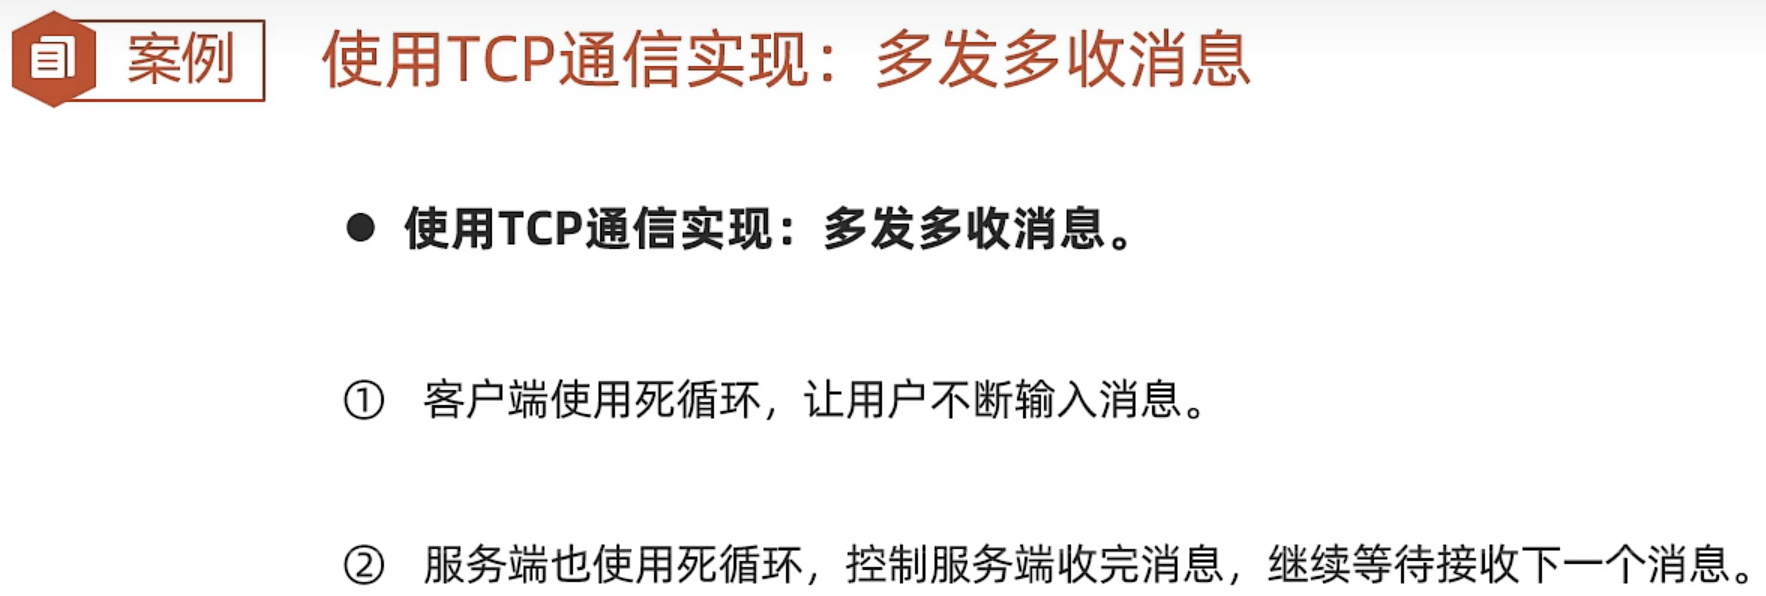 案例 使用TCP通信实现：多发多收消息
● 使用TCP通信实现：多发多收消息。
① 客户端使用死循环，让用户不断输入消息。
② 服务端也使用死循环，控制服务端收完消息，继续等待接收下一个消息。